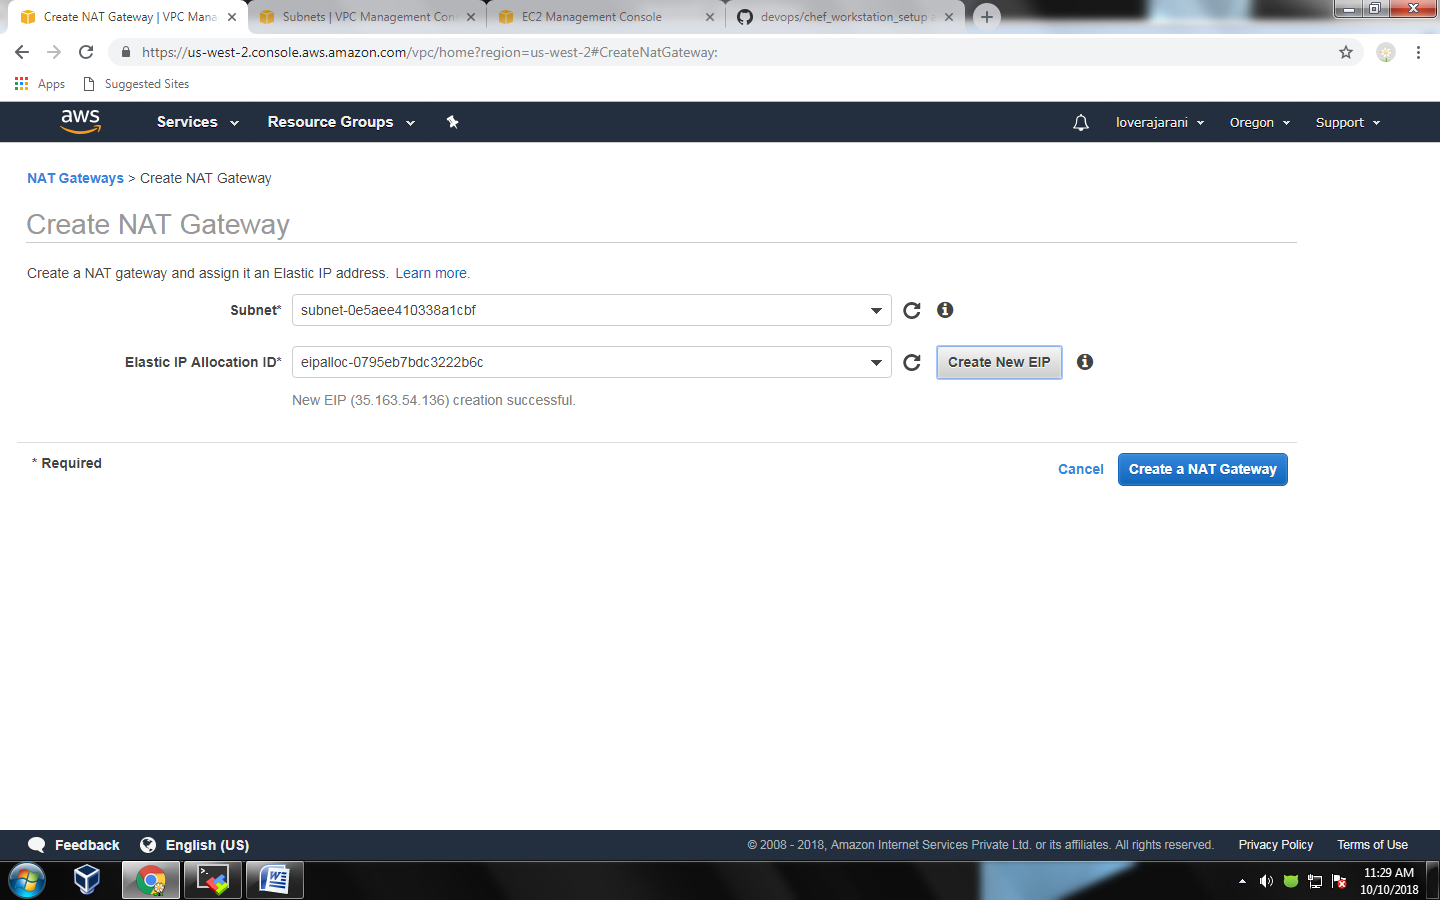 Create NAT Gateway | VPC Mana
Subnets | VPC Management Con
EC2 Management Console
devops/chef_workstation_setup a
https://us-west-2.console.aws.amazon.com/vpc/home?region=us-west-2#CreateNatGateway:
Apps
Suggested Sites
aws
Services
Resource Groups
loverajarani
Oregon
Support
NAT Gateways > Create NAT Gateway
Create NAT Gateway
Create a NAT gateway and assign it an Elastic IP address. Learn more.
Subnet*
subnet-0e5aee410338a1cbf
Elastic IP Allocation ID*
eipalloc-0795eb7bdc3222b6c
Create New EIP
New EIP (35.163.54.136) creation successful.
* Required
Cancel
Create a NAT Gateway
Feedback
English (US)
© 2008 - 2018, Amazon Internet Services Private Ltd. or its affiliates. All rights reserved.
Privacy Policy
Terms of Use
11:29 AM
10/10/2018